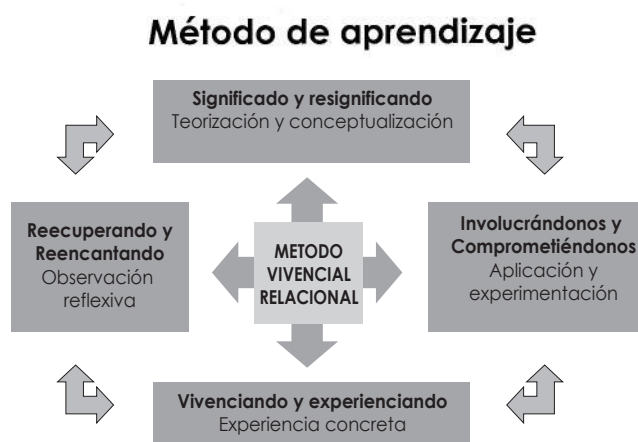 Método de aprendizaje
Significado y resignificando
Teorización y conceptualización
Reecuperando y
Reencantando
Observación
reflexiva
METODO
VIVENCIAL
RELACIONAL
Involucrándonos y
Comprometiéndonos
Aplicación y
experimentación
Vivenciando y experienciando
Experiencia concreta